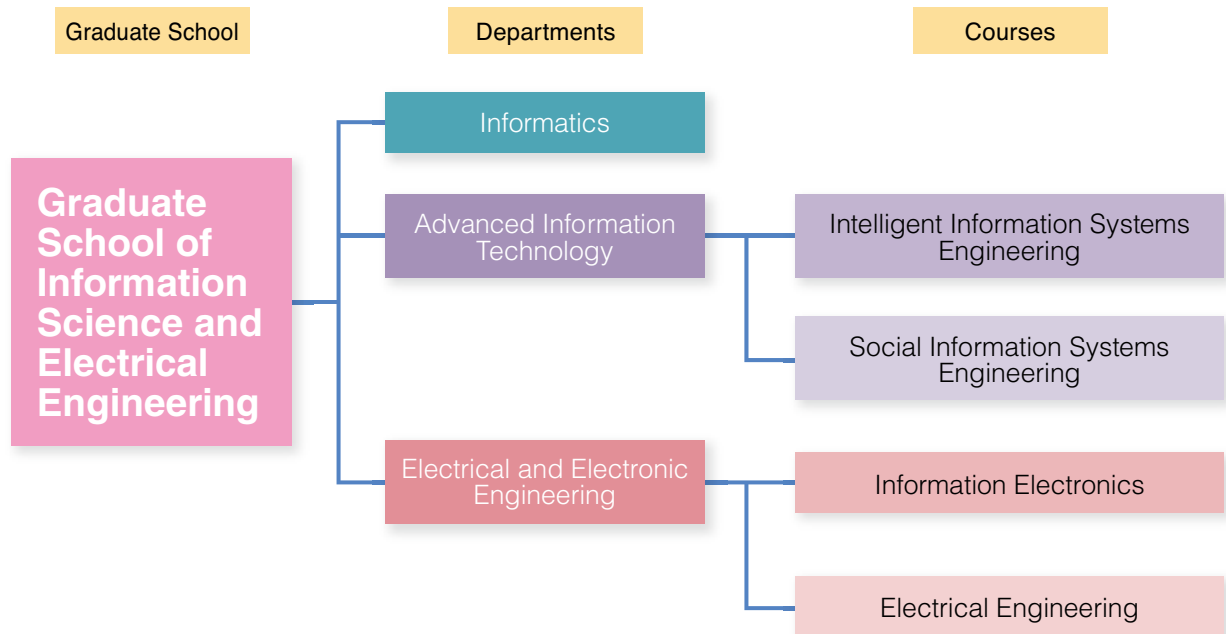 Graduate School
Departments
Courses
Graduate
School of
Information
Science and
Electrical
Engineering
Informatics
Advanced Information
Technology
Electrical and Electronic
Engineering
Intelligent Information Systems
Engineering
Social Information Systems
Engineering
Information Electronics
Electrical Engineering